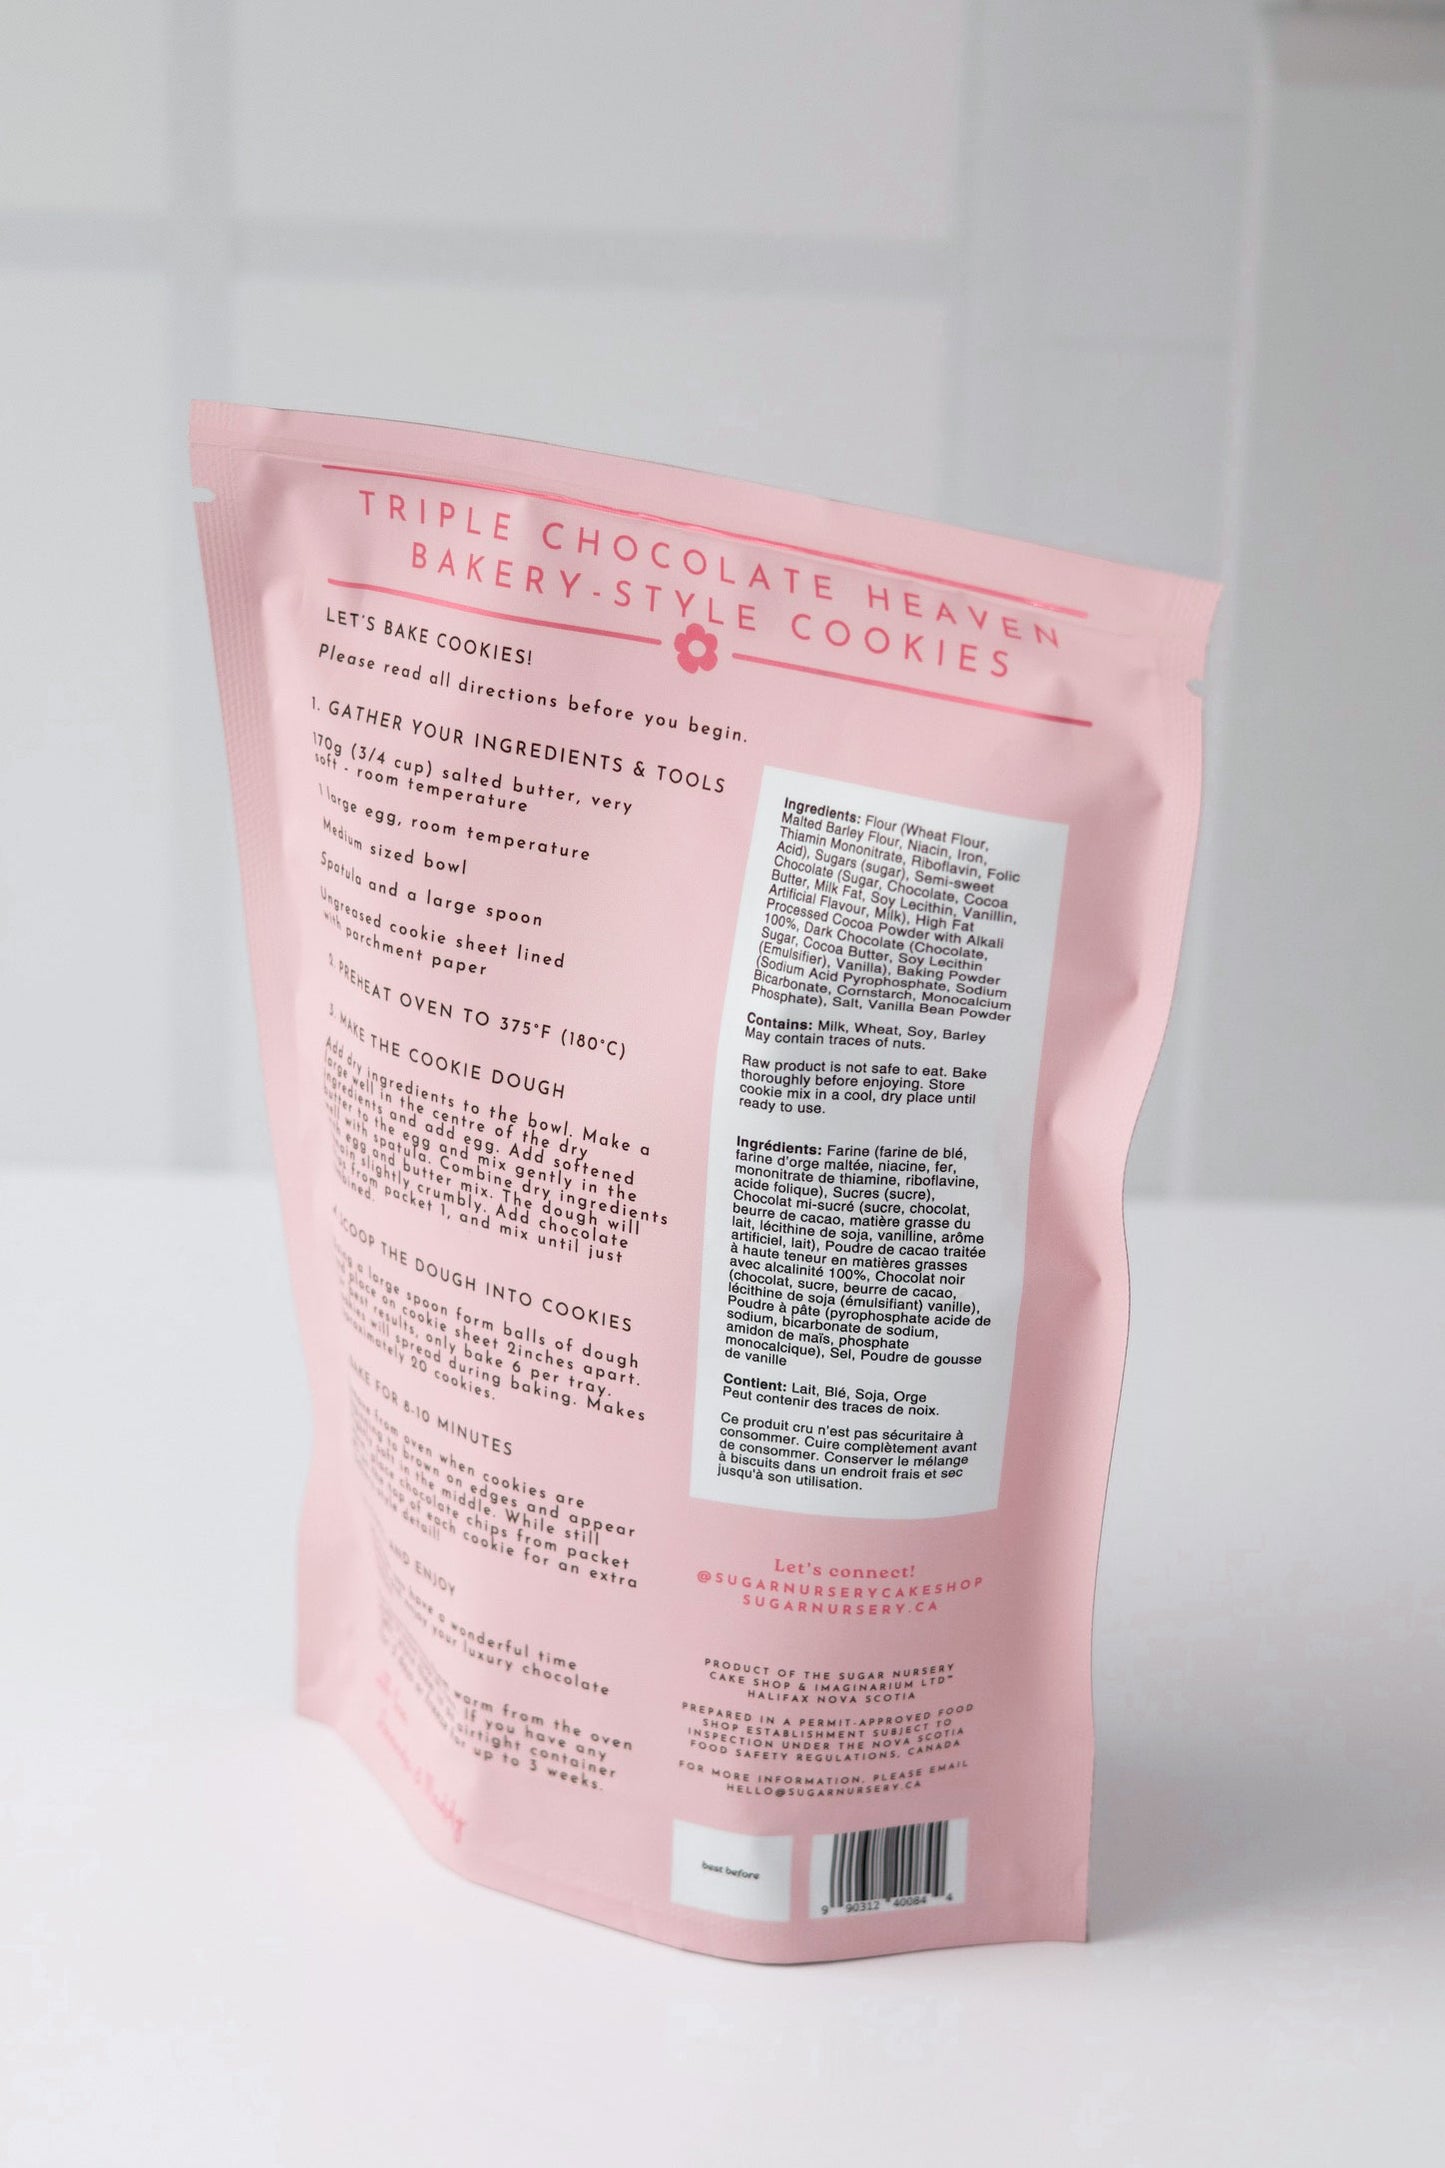 TRIPLE CHOCOLATE HEAVEN
BAKERY-STYLE COOKIES
LET'S BAKE COOKIES!
Please read all directions before you begin.
1. GATHER YOUR INGREDIENTS & TOOLS
170g (3/4 cup) salted butter, very
soft - room temperature
1 large egg, room temperature
Medium sized bowl
Spatula and a large spoon
Ungreased cookie sheet lined
with parchment paper
2. PREHEAT OVEN TO 375°F (180°C)
3. MAKE THE COOKIE DOUGH
Add dry ingredients to the bowl. Make a
large well in the centre of the dry
ingredients and add egg. Add softened
butter to the egg and mix gently in the
well with spatula. Combine dry ingredients
with egg and butter mix. The dough will
slightly crumbly. Add chocolate
from packet 1, and mix until just
4. SCOOP THE DOUGH INTO COOKIES
a large spoon form balls of dough
place on cookie sheet 2inches apart.
best results, only bake 6 per tray.
will spread during baking. Makes
20 cookies.
FOR 8-10 MINUTES
from oven when cookies are
to brown on edges and appear
soft in the middle. While still
place chocolate chips from packet
top of each cookie for an extra
detail!
AND ENJOY
have a wonderful time
enjoy your luxury chocolate
warm from the oven
If you have any
airtight container
for up to 3 weeks.
Ingredients: Flour (Wheat Flour,
Malted Barley Flour, Niacin, Iron,
Thiamin Mononitrate, Riboflavin, Folic
Acid), Sugars (sugar), Semi-sweet
Chocolate (Sugar, Chocolate, Cocoa
Butter, Milk Fat, Soy Lecithin, Vanillin,
Artificial Flavour, Milk), High Fat
Processed Cocoa Powder with Alkali
100%, Dark Chocolate (Chocolate,
Sugar, Cocoa Butter, Soy Lecithin
(Emulsifier), Vanilla), Baking Powder
(Sodium Acid Pyrophosphate, Sodium
Bicarbonate, Cornstarch, Monocalcium
Phosphate), Salt, Vanilla Bean Powder
Contains: Milk, Wheat, Soy, Barley
May contain traces of nuts.
Raw product is not safe to eat. Bake
thoroughly before enjoying. Store
cookie mix in a cool, dry place until
ready to use.
Ingrédients: Farine (farine de blé,
farine d'orge maltée, niacine, fer,
mononitrate de thiamine, riboflavine,
acide folique), Sucres (sucre),
Chocolat mi-sucré (sucre, chocolat,
beurre de cacao, matière grasse du
lait, lécithine de soja, vanilline, arôme
artificiel, lait), Poudre de cacao traitée
à haute teneur en matières grasses
avec alcalinité 100%, Chocolat noir
(chocolat, sucre, beurre de cacao,
lécithine de soja (émulsifiant) vanille),
Poudre à pâte (pyrophosphate acide de
sodium, bicarbonate de sodium,
amidon de maïs, phosphate
monocalcique), Sel, Poudre de gousse
de vanille
Contient: Lait, Blé, Soja, Orge
Peut contenir des traces de noix.
Ce produit cru n'est pas sécuritaire à
consommer. Cuire complètement avant
de consommer. Conserver le mélange
à biscuits dans un endroit frais et sec
jusqu'à son utilisation.
Let's connect!
@SUGARNURSERYCAKESHOP
SUGARNURSERY.CA
PRODUCT OF THE SUGAR NURSERY
CAKE SHOP & IMAGINARIUM LTD™
HALIFAX NOVA SCOTIA
PREPARED IN A PERMIT-APPROVED FOOD
SHOP ESTABLISHMENT SUBJECT TO
INSPECTION UNDER THE NOVA SCOTIA
FOOD SAFETY REGULATIONS, CANADA
FOR MORE INFORMATION, PLEASE EMAIL
HELLO@SUGARNURSERY.CA
best before
9 90312 40084 4